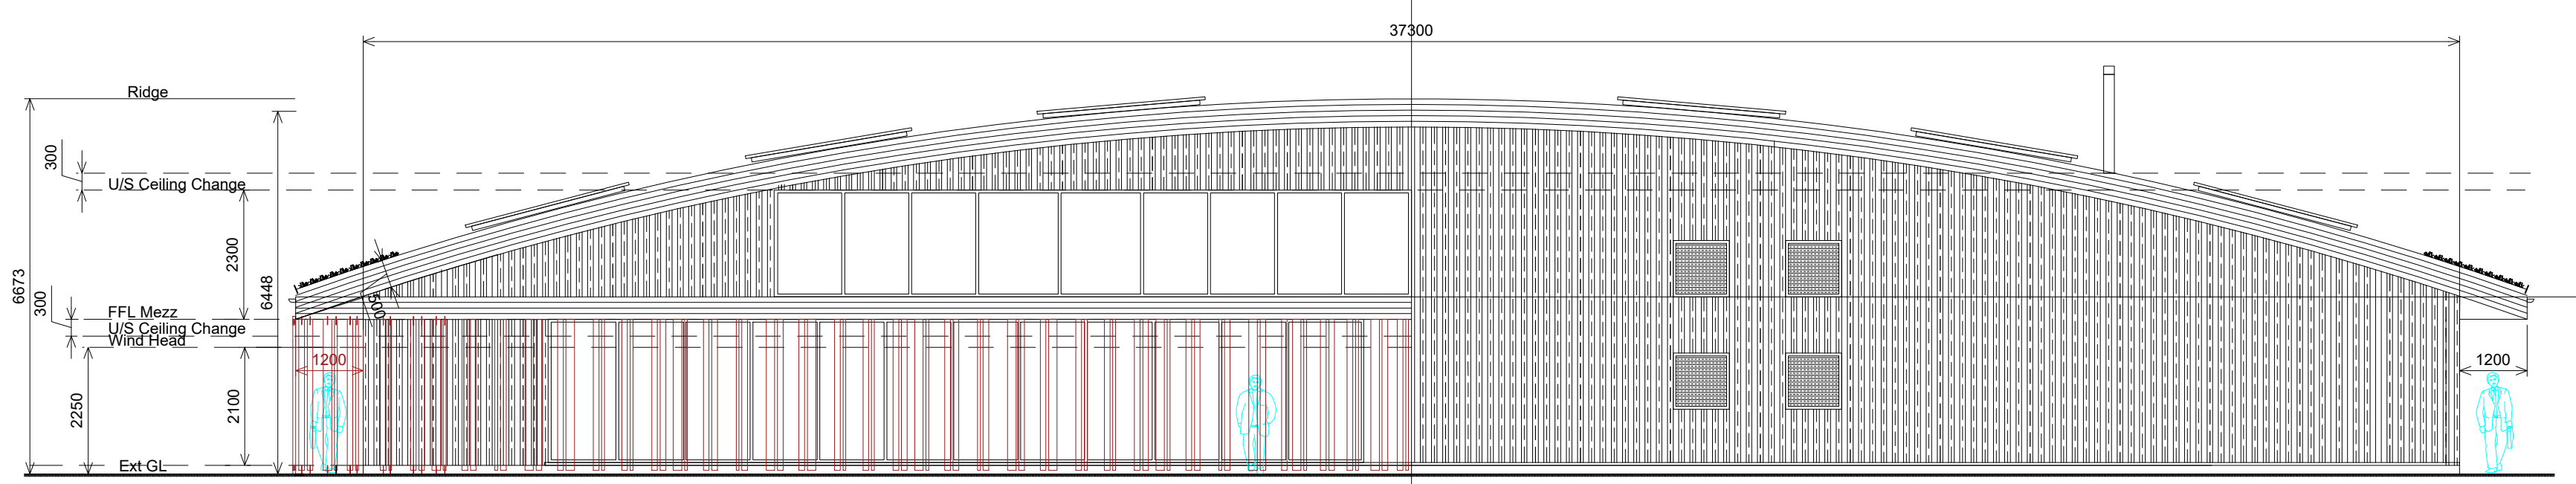 37300
Ridge
300
U/S Ceiling Change
2300
6673
6448
300
500
FFL Mezz
U/S Ceiling Change
Wind Head
1200
1200
2250
2100
Ext GL